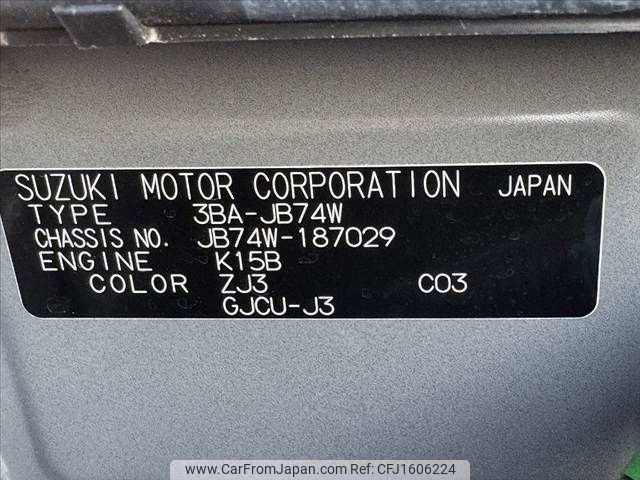 SUZUKI MOTOR CORPORATION JAPAN
TYPE 3BA-JB74W
CHASSIS NO. JB74W-187029
ENGINE K15B
COLOR ZJ3 C03
GJCU-J3
www.CarFromJapan.com CFJ1606224